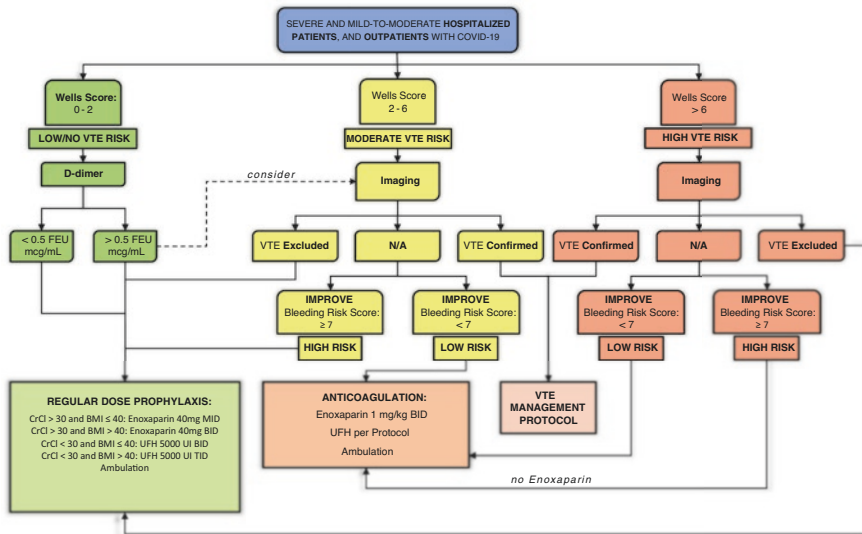 SEVERE AND MILD-TO-MODERATE HOSPITALIZED
PATIENTS, AND OUTPATIENTS WITH COVID-19
Wells Score:
0 - 2
LOW/NO VTE RISK
D-dimer
< 0.5 FEU
mcg/mL
> 0.5 FEU
mcg/mL
consider
Wells Score
2 - 6
MODERATE VTE RISK
Imaging
VTE Excluded
N/A
VTE Confirmed
IMPROVE
Bleeding Risk Score:
≥ 7
HIGH RISK
IMPROVE
Bleeding Risk Score:
< 7
LOW RISK
Wells Score
> 6
HIGH VTE RISK
Imaging
VTE Confirmed
N/A
VTE Excluded
IMPROVE
Bleeding Risk Score:
< 7
LOW RISK
IMPROVE
Bleeding Risk Score:
≥ 7
HIGH RISK
REGULAR DOSE PROPHYLAXIS:
CrCl > 30 and BMI ≤ 40: Enoxaparin 40mg MID
CrCl > 30 and BMI > 40: Enoxaparin 40mg BID
CrCl < 30 and BMI ≤ 40: UFH 5000 UI BID
CrCl < 30 and BMI > 40: UFH 5000 UI TID
Ambulation
ANTICOAGULATION:
Enoxaparin 1 mg/kg BID
UFH per Protocol
Ambulation
VTE
MANAGEMENT
PROTOCOL
no Enoxaparin